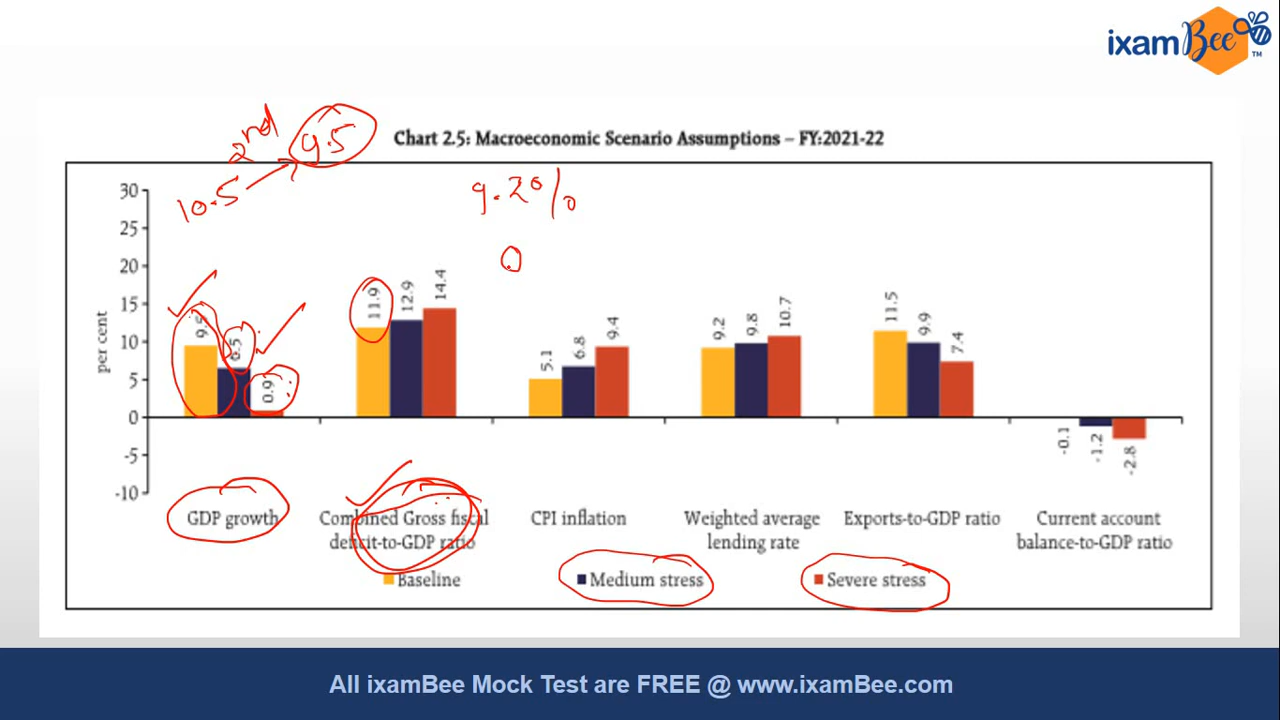 ixamBee™
2nd
9.5
10.5
9.2%
0
Chart 2.5: Macroeconomic Scenario Assumptions – FY:2021-22
per cent
30
25
20
15
10
5
0
-5
-10
9.5
6.5
0.9
11.9
12.9
14.4
5.1
6.8
9.4
9.2
9.8
10.7
11.5
9.9
7.4
-0.1
-1.2
-2.8
GDP growth
Combined Gross fiscal
deficit-to-GDP ratio
CPI inflation
Weighted average
lending rate
Exports-to-GDP ratio
Current account
balance-to-GDP ratio
Baseline
Medium stress
Severe stress
All ixamBee Mock Test are FREE @ www.ixamBee.com